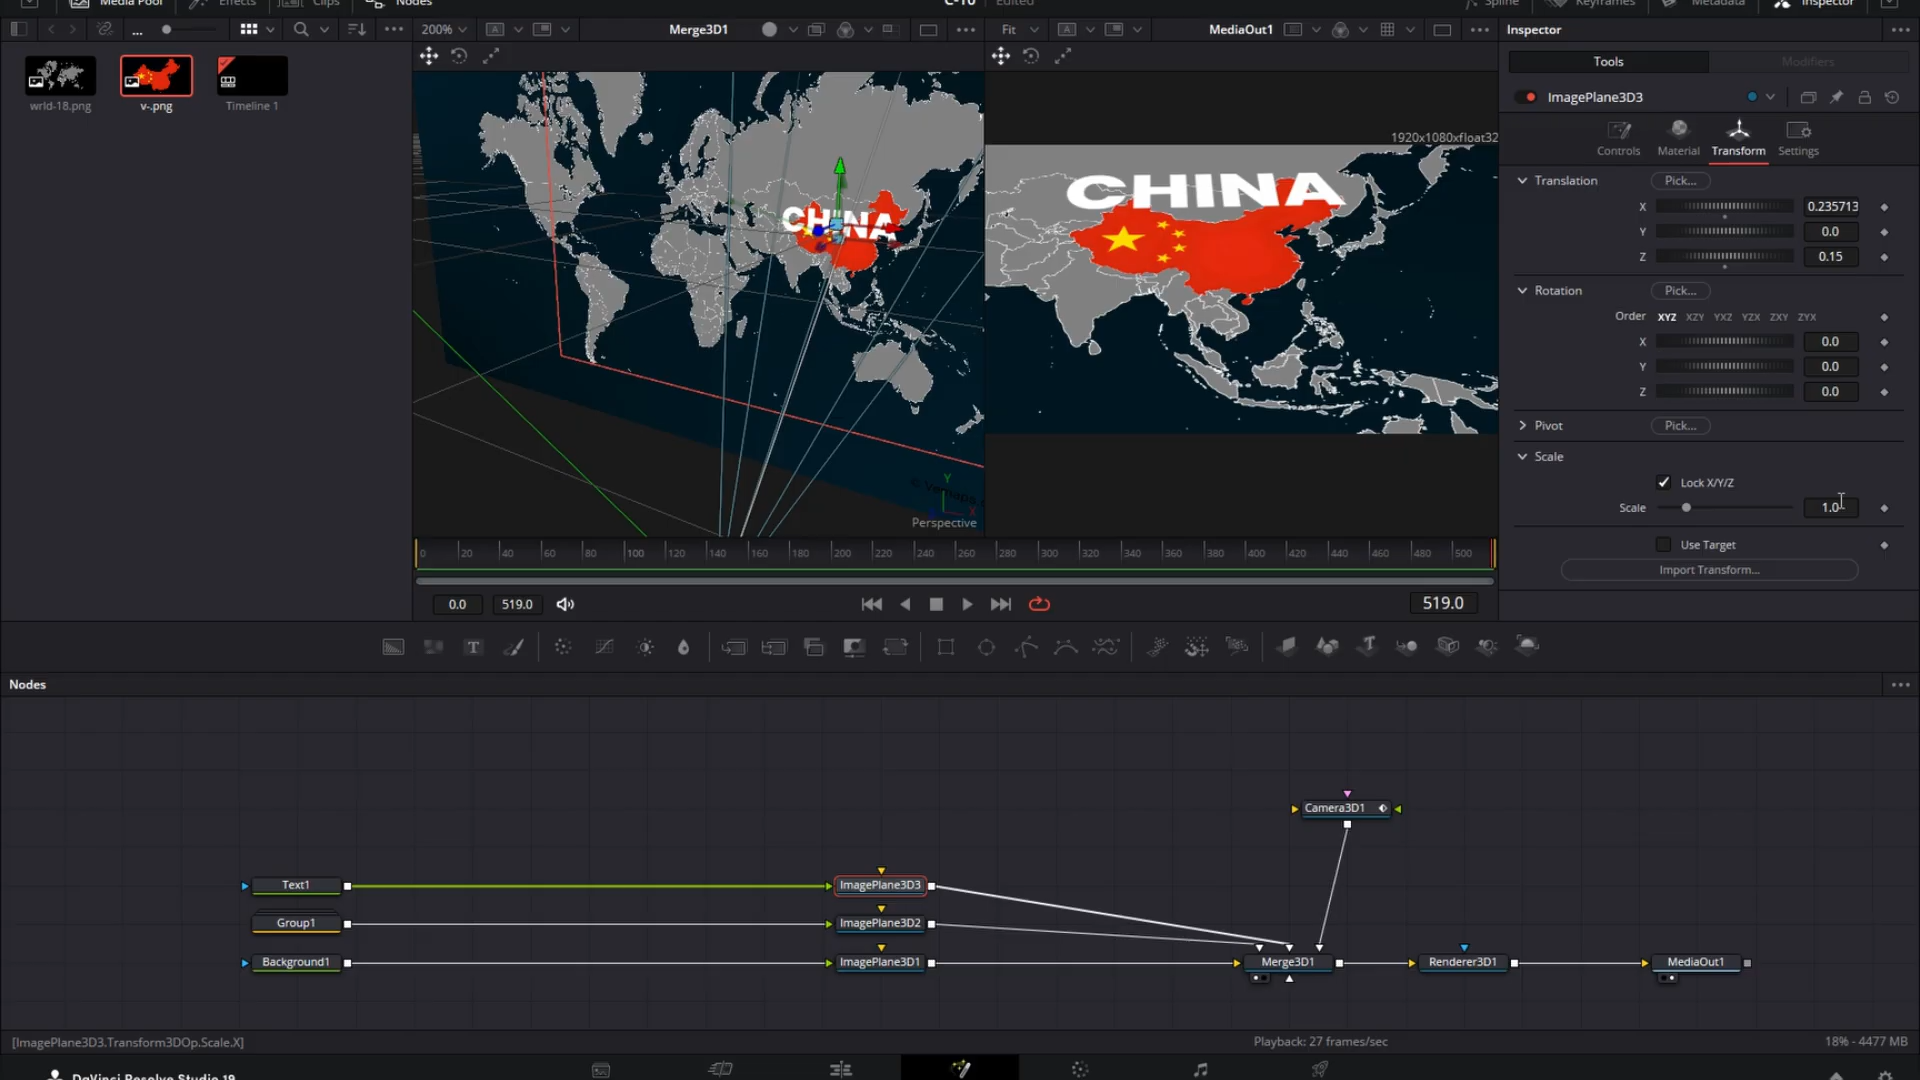 Media Pool
Effects
Clips
Nodes
C-10
Edited
Spline
Keyframes
Metadata
Inspector
...
200%
Merge3D1
Fit
MediaOut1
Inspector
Tools
Modifiers
wrld-18.png
v-.png
Timeline 1
ImagePlane3D3
1920x1080xfloat32
Controls
Material
Transform
Settings
CHINA
CHINA
Translation
Pick...
X
0.235713
Y
0.0
Z
0.15
Rotation
Pick...
Order
XYZ
XZY
YXZ
YZX
ZXY
ZYX
X
0.0
Y
0.0
Z
0.0
Pivot
Pick...
Scale
Lock X/Y/Z
Scale
1.0
Use Target
Import Transform...
Y
X
Perspective
0
20
40
60
80
100
120
140
160
180
200
220
240
260
280
300
320
340
360
380
400
420
440
460
480
500
0.0
519.0
519.0
Nodes
Camera3D1
Text1
ImagePlane3D3
Group1
ImagePlane3D2
Background1
ImagePlane3D1
Merge3D1
Renderer3D1
MediaOut1
[ImagePlane3D3.Transform3DOp.Scale.X]
Playback: 27 frames/sec
18% - 4477 MB
DaVinci Resolve Studio 19